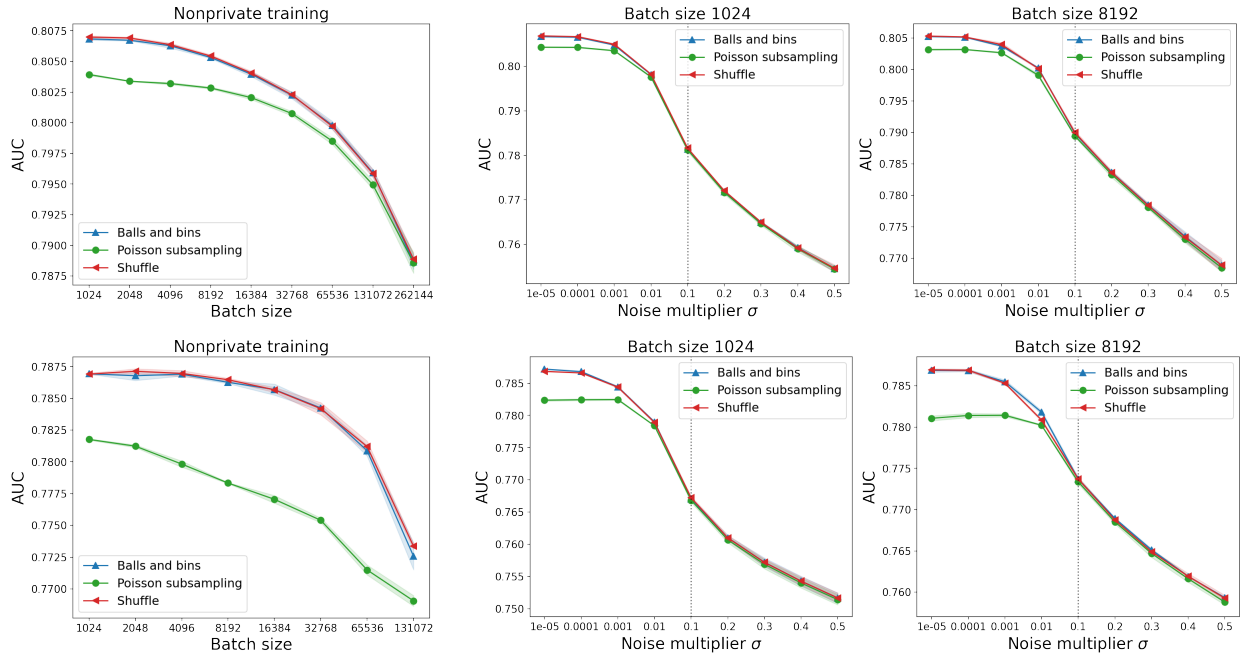 Nonprivate training
AUC
0.8075
0.8050
0.8025
0.8000
0.7975
0.7950
0.7925
0.7900
0.7875
Balls and bins
Poisson subsampling
Shuffle
1024 2048 4096 8192 16384 32768 65536 131072 262144
Batch size
Batch size 1024
AUC
0.80
0.79
0.78
0.77
0.76
Balls and bins
Poisson subsampling
Shuffle
1e-05 0.0001 0.001 0.01 0.1 0.2 0.3 0.4 0.5
Noise multiplier σ
Batch size 8192
AUC
0.805
0.800
0.795
0.790
0.785
0.780
0.775
0.770
Balls and bins
Poisson subsampling
Shuffle
1e-05 0.0001 0.001 0.01 0.1 0.2 0.3 0.4 0.5
Noise multiplier σ
Nonprivate training
AUC
0.7875
0.7850
0.7825
0.7800
0.7775
0.7750
0.7725
0.7700
Balls and bins
Poisson subsampling
Shuffle
1024 2048 4096 8192 16384 32768 65536 131072
Batch size
Batch size 1024
AUC
0.785
0.780
0.775
0.770
0.765
0.760
0.755
0.750
Balls and bins
Poisson subsampling
Shuffle
1e-05 0.0001 0.001 0.01 0.1 0.2 0.3 0.4 0.5
Noise multiplier σ
Batch size 8192
AUC
0.785
0.780
0.775
0.770
0.765
0.760
Balls and bins
Poisson subsampling
Shuffle
1e-05 0.0001 0.001 0.01 0.1 0.2 0.3 0.4 0.5
Noise multiplier σ